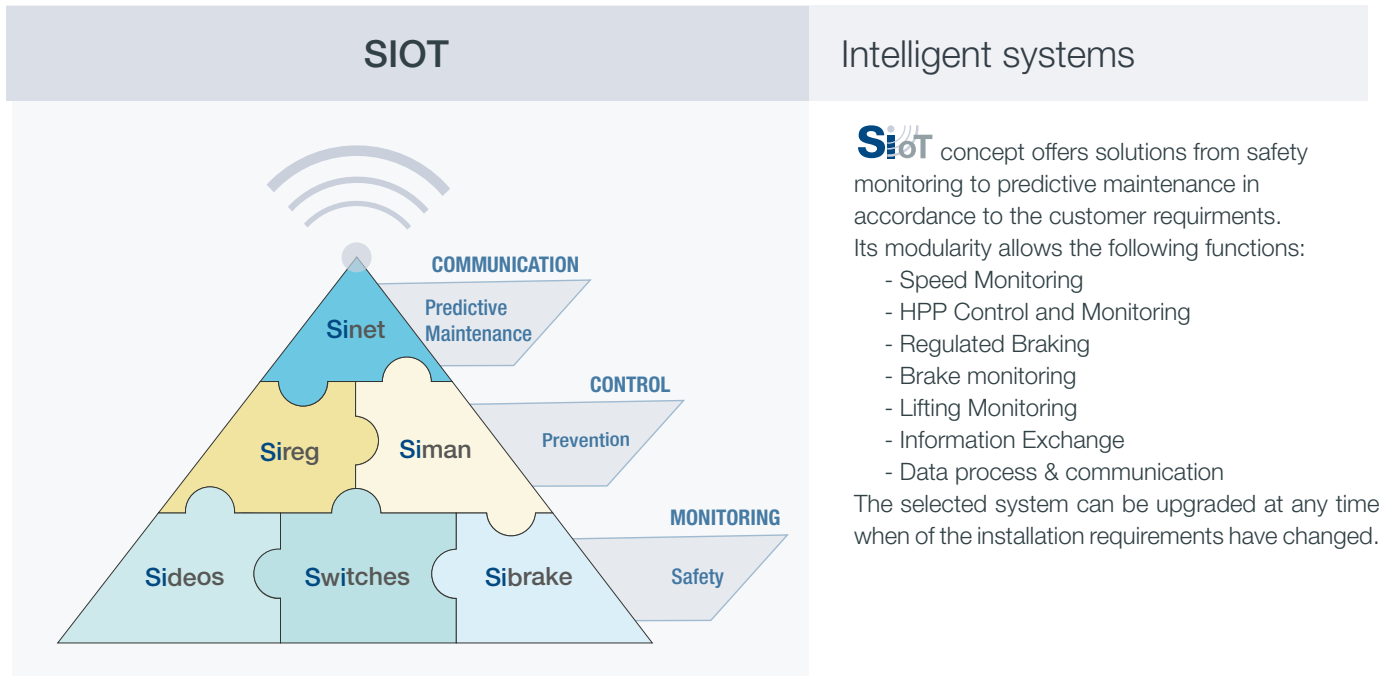 SIOT
Intelligent systems
COMMUNICATION
Predictive
Maintenance
Sinet
CONTROL
Prevention
Sireg
Siman
MONITORING
Safety
Sideos
Switches
Sibrake
SioT concept offers solutions from safety
monitoring to predictive maintenance in
accordance to the customer requirments.
Its modularity allows the following functions:
- Speed Monitoring
- HPP Control and Monitoring
- Regulated Braking
- Brake monitoring
- Lifting Monitoring
- Information Exchange
- Data process & communication
The selected system can be upgraded at any time
when of the installation requirements have changed.